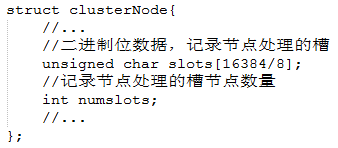 struct clusterNode{
//...
//二进制位数据，记录节点处理的槽
unsigned char slots[16384/8];
//记录节点处理的槽节点数量
int numslots;
//...
};